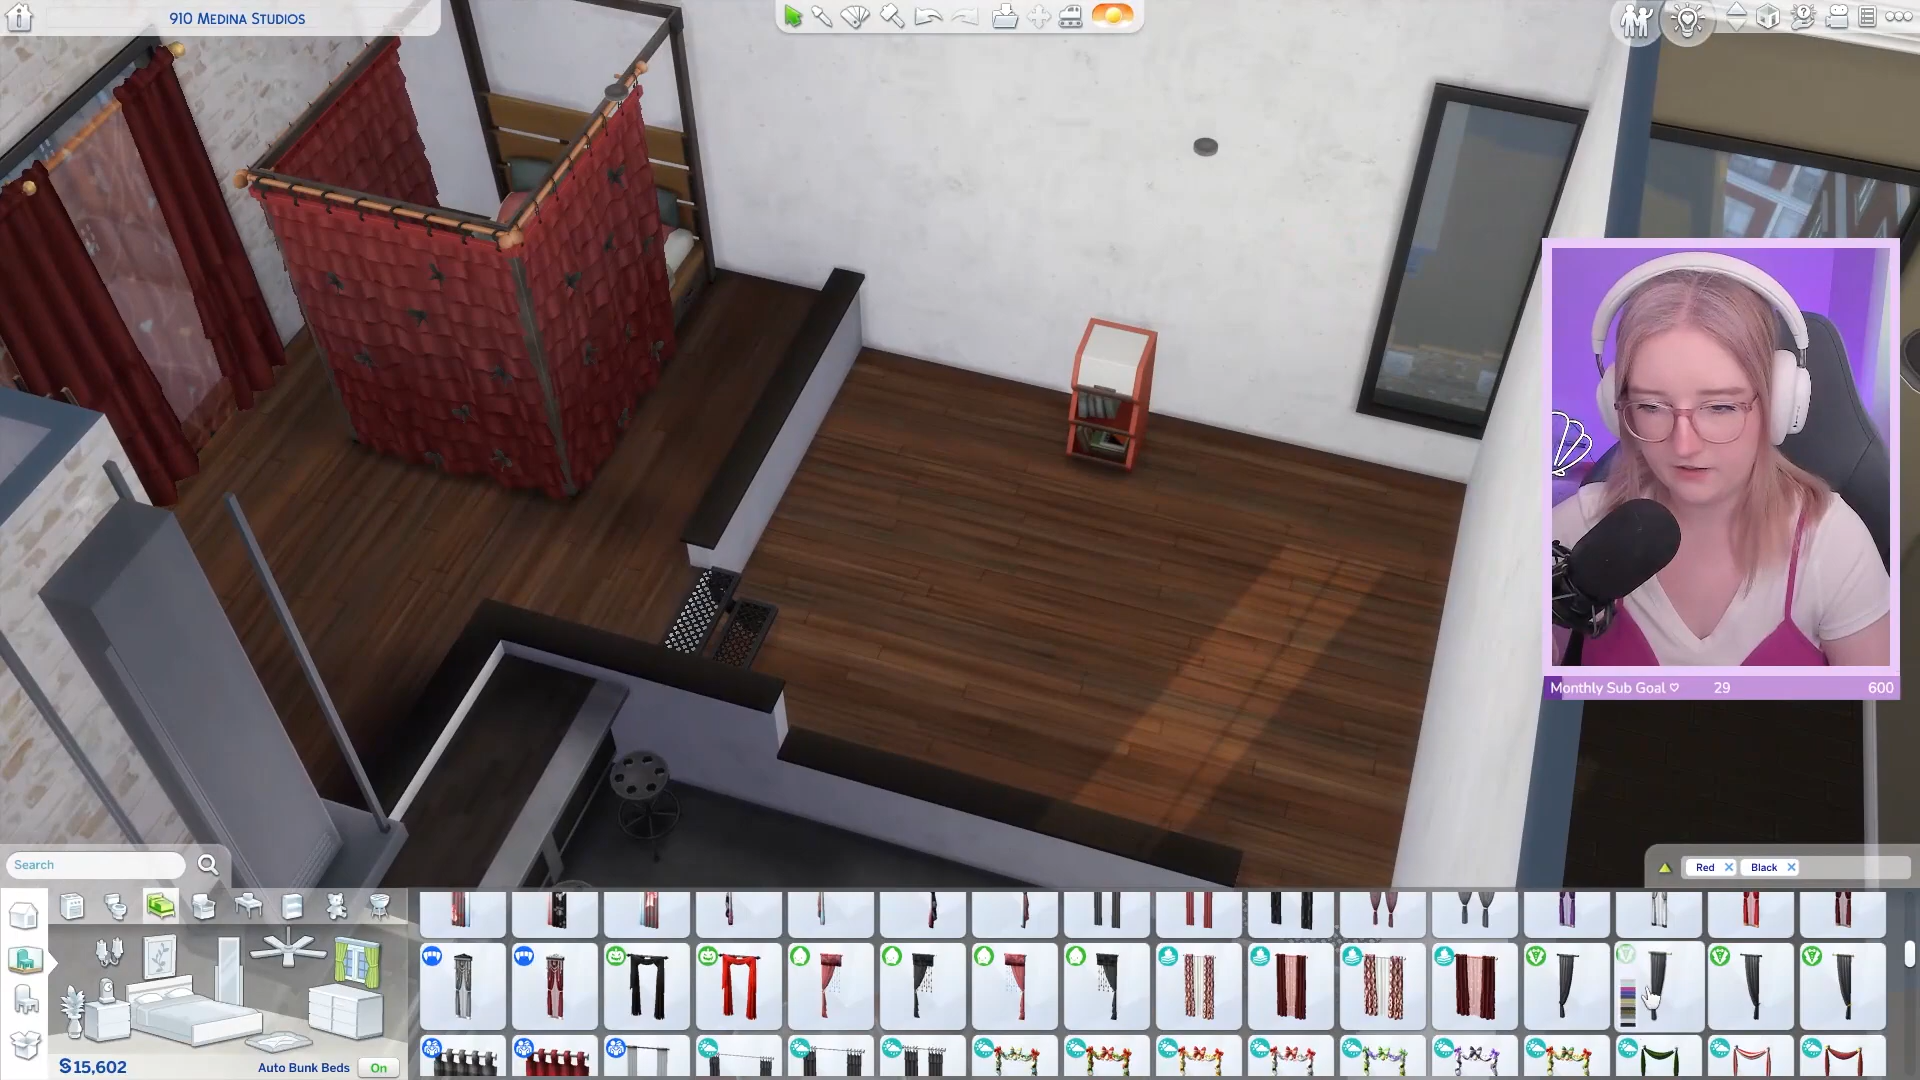 910 MEDINA STUDIOS
Monthly Sub Goal ♡ 29 600
Search
Red ✕ Black ✕
§15,602
Auto Bunk Beds On